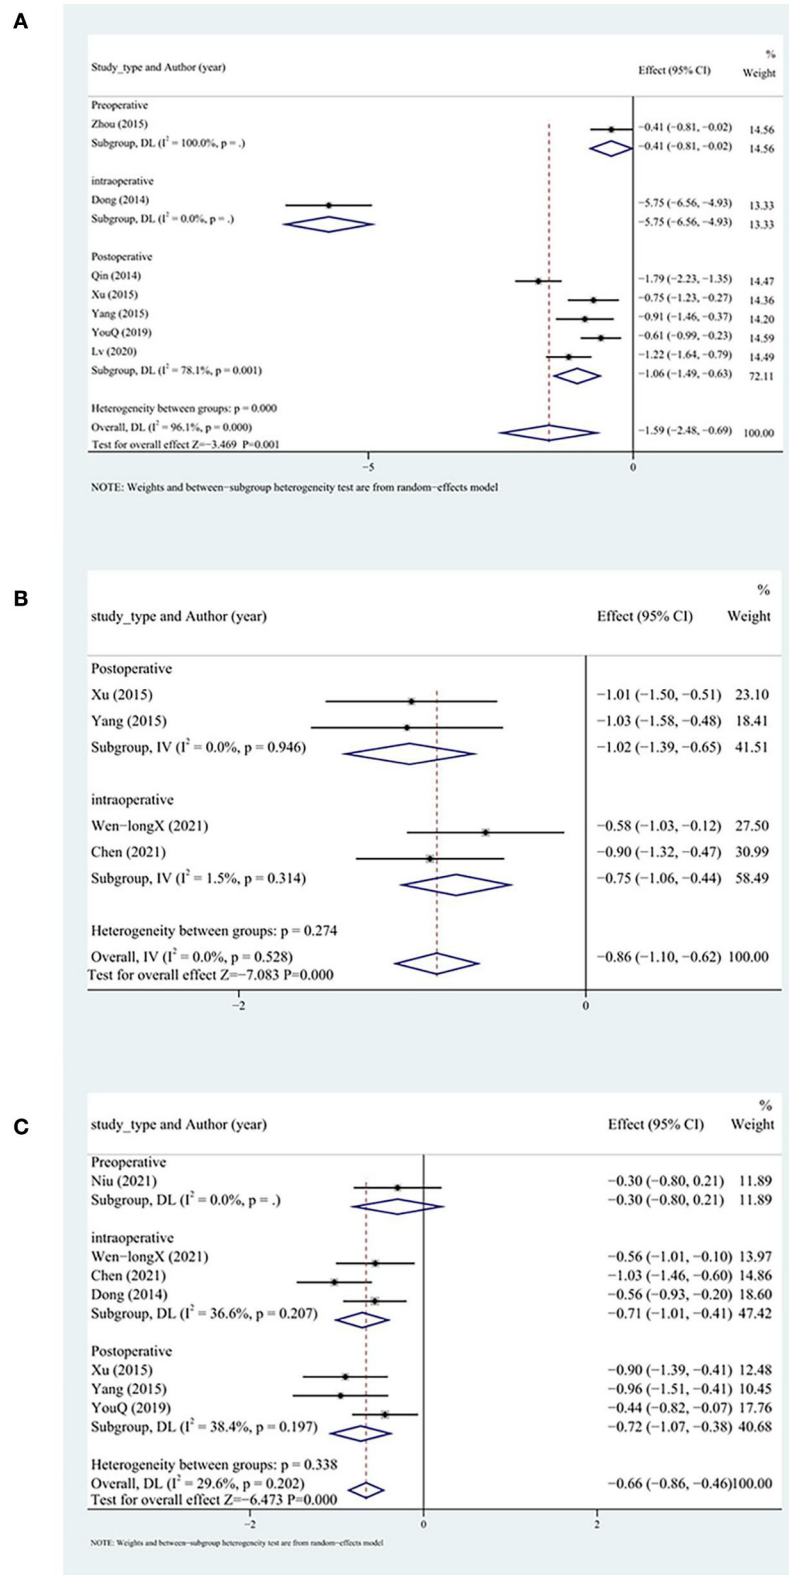 A
%
Study_type and Author (year) Effect (95% CI) Weight
Preoperative
Zhou (2015) −0.41 (−0.81, −0.02) 14.56
Subgroup, DL (I² = 100.0%, p = .) −0.41 (−0.81, −0.02) 14.56
intraoperative
Dong (2014) −5.75 (−6.56, −4.93) 13.33
Subgroup, DL (I² = 0.0%, p = .) −5.75 (−6.56, −4.93) 13.33
Postoperative
Qin (2014) −1.79 (−2.23, −1.35) 14.47
Xu (2015) −0.75 (−1.23, −0.27) 14.36
Yang (2015) −0.91 (−1.46, −0.37) 14.20
YouQ (2019) −0.61 (−0.99, −0.23) 14.59
Lv (2020) −1.22 (−1.64, −0.79) 14.49
Subgroup, DL (I² = 78.1%, p = 0.001) −1.06 (−1.49, −0.63) 72.11
Heterogeneity between groups: p = 0.000
Overall, DL (I² = 96.1%, p = 0.000) −1.59 (−2.48, −0.69) 100.00
Test for overall effect Z=−3.469 P=0.001
−5 0
NOTE: Weights and between−subgroup heterogeneity test are from random−effects model
B
%
study_type and Author (year) Effect (95% CI) Weight
Postoperative
Xu (2015) −1.01 (−1.50, −0.51) 23.10
Yang (2015) −1.03 (−1.58, −0.48) 18.41
Subgroup, IV (I² = 0.0%, p = 0.946) −1.02 (−1.39, −0.65) 41.51
intraoperative
Wen−longX (2021) −0.58 (−1.03, −0.12) 27.50
Chen (2021) −0.90 (−1.32, −0.47) 30.99
Subgroup, IV (I² = 1.5%, p = 0.314) −0.75 (−1.06, −0.44) 58.49
Heterogeneity between groups: p = 0.274
Overall, IV (I² = 0.0%, p = 0.528) −0.86 (−1.10, −0.62) 100.00
Test for overall effect Z=−7.083 P=0.000
−2 0
C
%
study_type and Author (year) Effect (95% CI) Weight
Preoperative
Niu (2021) −0.30 (−0.80, 0.21) 11.89
Subgroup, DL (I² = 0.0%, p = .) −0.30 (−0.80, 0.21) 11.89
intraoperative
Wen−longX (2021) −0.56 (−1.01, −0.10) 13.97
Chen (2021) −1.03 (−1.46, −0.60) 14.86
Dong (2014) −0.56 (−0.93, −0.20) 18.60
Subgroup, DL (I² = 36.6%, p = 0.207) −0.71 (−1.01, −0.41) 47.42
Postoperative
Xu (2015) −0.90 (−1.39, −0.41) 12.48
Yang (2015) −0.96 (−1.51, −0.41) 10.45
YouQ (2019) −0.44 (−0.82, −0.07) 17.76
Subgroup, DL (I² = 38.4%, p = 0.197) −0.72 (−1.07, −0.38) 40.68
Heterogeneity between groups: p = 0.338
Overall, DL (I² = 29.6%, p = 0.202) −0.66 (−0.86, −0.46)100.00
Test for overall effect Z=−6.473 P=0.000
−2 0 2
NOTE: Weights and between−subgroup heterogeneity test are from random−effects model